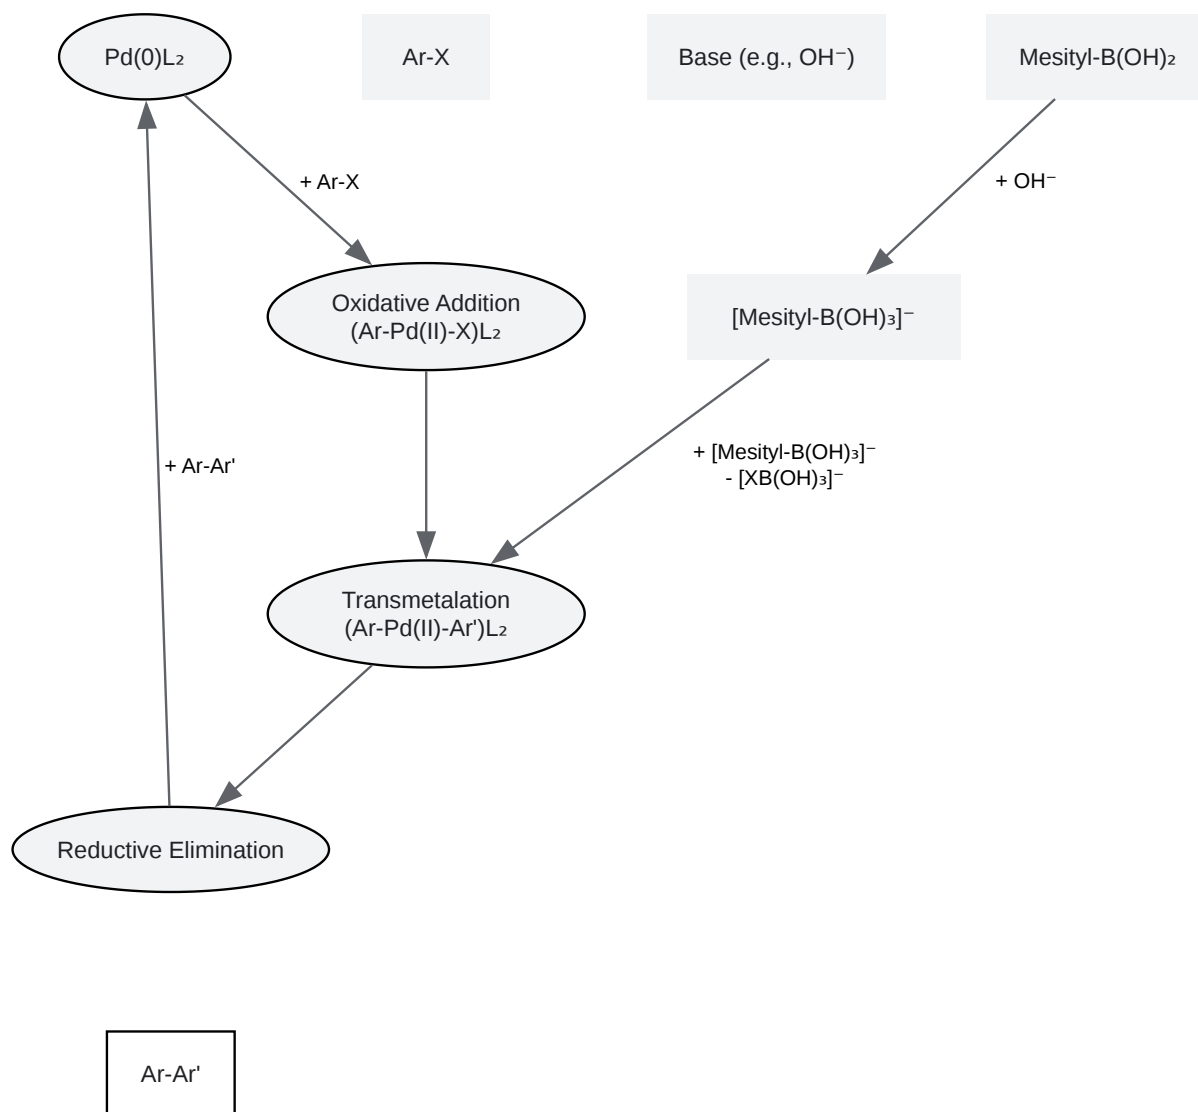 Pd(0)L₂
Ar-X
Base (e.g., OH⁻)
Mesityl-B(OH)₂
+ Ar-X
+ OH⁻
Oxidative Addition
(Ar-Pd(II)-X)L₂
[Mesityl-B(OH)₃]⁻
+ Ar-Ar'
+ [Mesityl-B(OH)₃]⁻
- [XB(OH)₃]⁻
Transmetalation
(Ar-Pd(II)-Ar')L₂
Reductive Elimination
Ar-Ar'